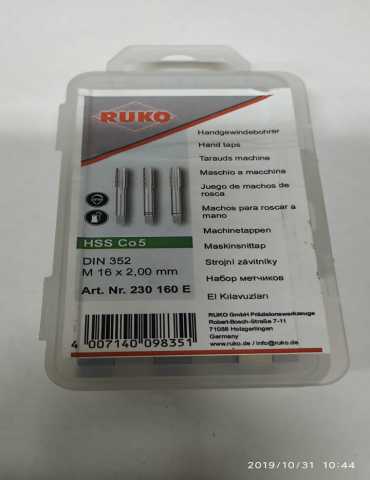 RUKO
Handgewindebohrer
Hand taps
Tarauds machine
Maschio a macchina
Juego de machos de
rosca
Machos para roscar a
mano
Machinetappen
Maskinsnittap
Strojní závitníky
Набор метчиков
El Kılavuzları
HSS Co5
DIN 352
M 16 x 2,00 mm
Art. Nr. 230 160 E
4 007140 098351
RUKO GmbH Präzisionswerkzeuge
Robert-Bosch-Straße 7-11
71088 Holzgerlingen
Germany
www.ruko.de / info@ruko.de
2019/10/31 10:44